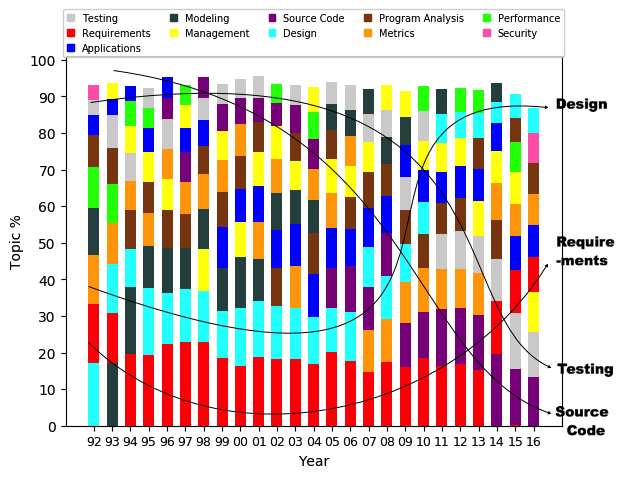 Testing Modeling Source Code Program Analysis Performance
Requirements Management Design Metrics Security
Applications
100
90
80
70
60
50
40
30
20
10
0
Topic %
92 93 94 95 96 97 98 99 00 01 02 03 04 05 06 07 08 09 10 11 12 13 14 15 16
Year
Design
Require
-ments
Testing
Source
Code